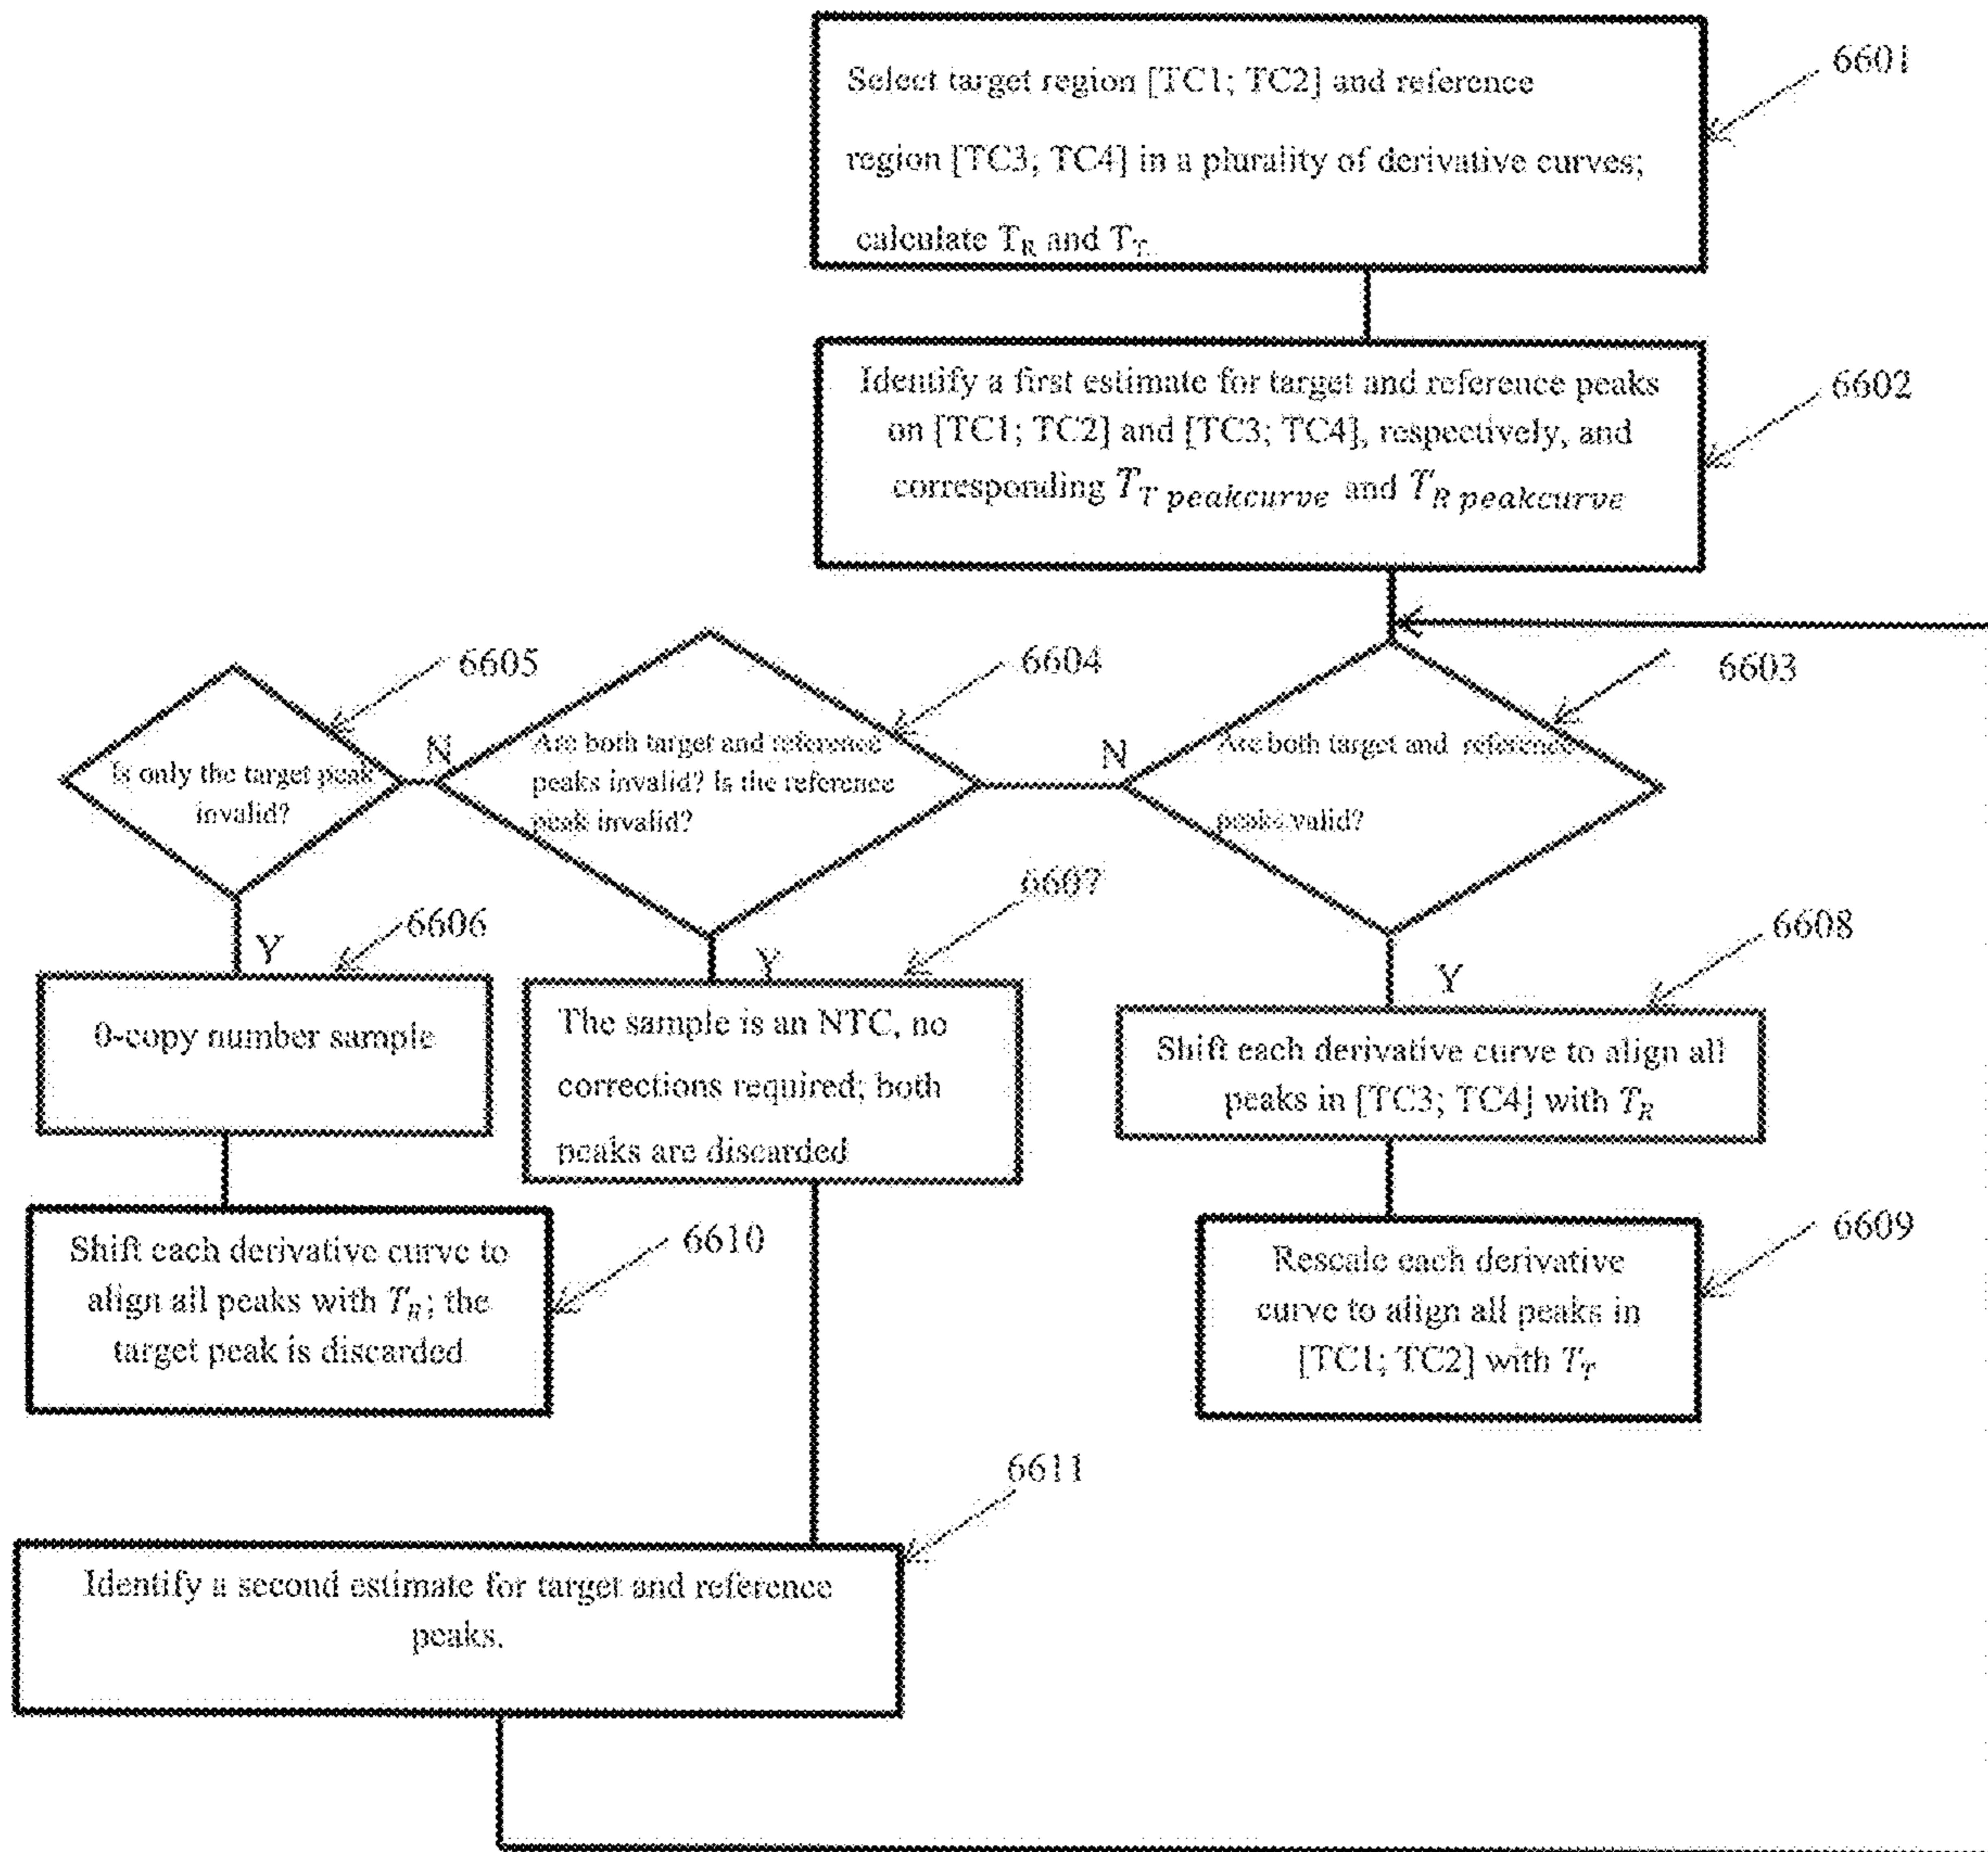 Select target region [TC1; TC2] and reference
region [TC3; TC4] in a plurality of derivative curves;
calculate T_R and T_T
6601
Identify a first estimate for target and reference peaks
on [TC1; TC2] and [TC3; TC4], respectively, and
corresponding T_T peakcurve and T_R peakcurve
6602
6605
6604
6603
Is only the target peak
invalid?
N
Are both target and reference
peaks invalid? Is the reference
peak invalid?
N
Are both target and reference
peaks valid?
6606
6607
6608
Y
Y
Y
0-copy number sample
The sample is an NTC, no
corrections required; both
peaks are discarded
Shift each derivative curve to align all
peaks in [TC3; TC4] with T_R
Shift each derivative curve to
align all peaks with T_R; the
target peak is discarded
6610
Rescale each derivative
curve to align all peaks in
[TC1; TC2] with T_T
6609
6611
Identify a second estimate for target and reference
peaks.